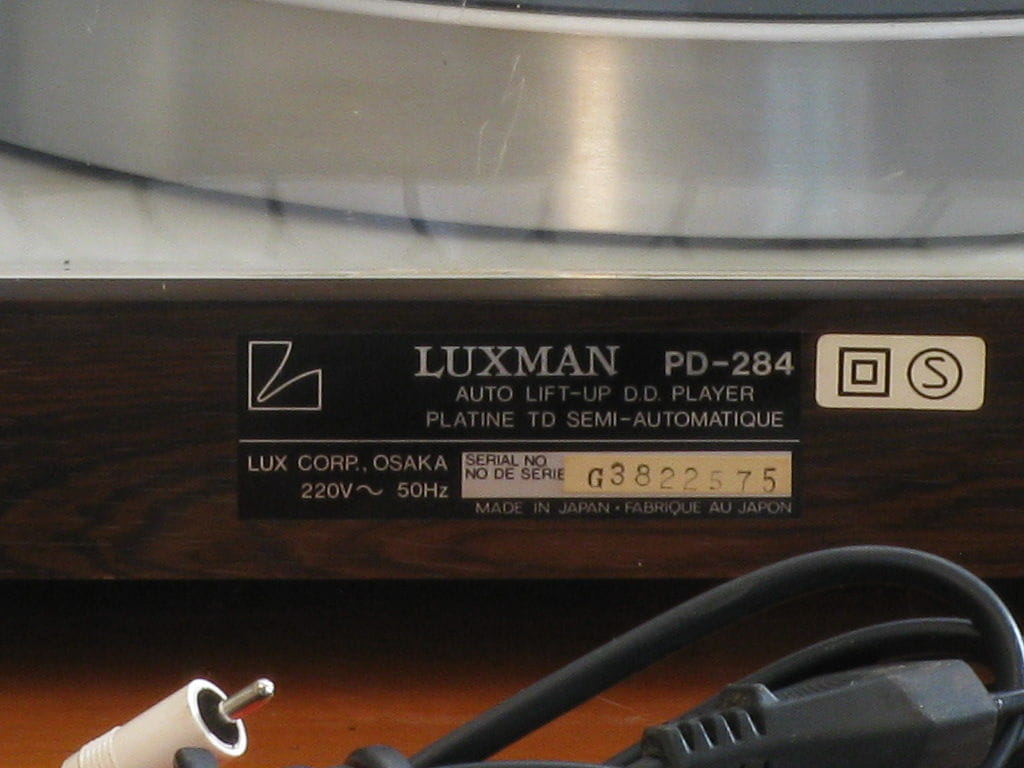 LUXMAN PD-284
AUTO LIFT-UP D.D. PLAYER
PLATINE TD SEMI-AUTOMATIQUE
LUX CORP., OSAKA
220V~ 50Hz
SERIAL NO.
NO DE SERIE
G3822575
MADE IN JAPAN • FABRIQUE AU JAPON
S